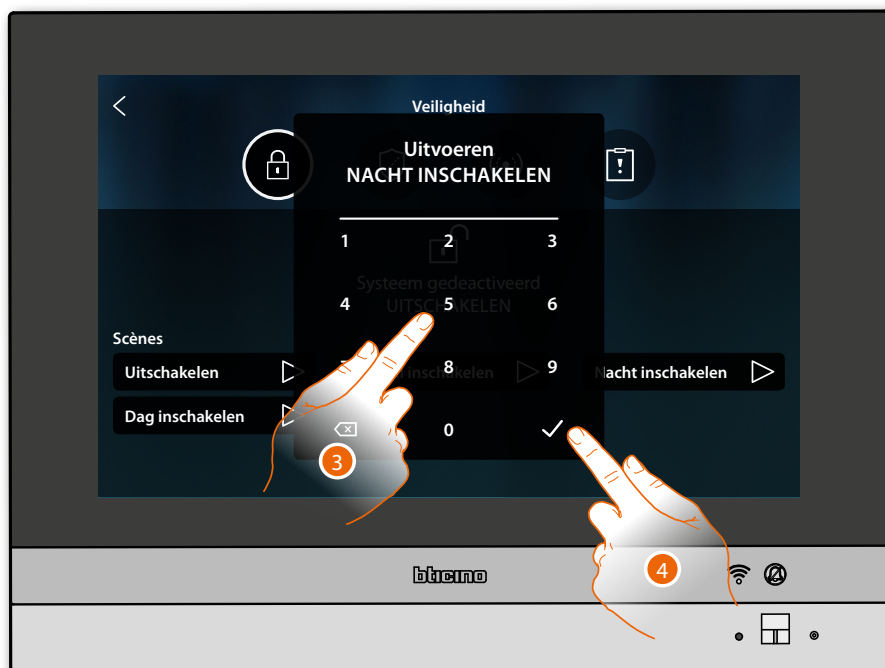 Veiligheid
Uitvoeren
NACHT INSCHAKELEN
1 2 3
Systeem gedeactiveerd
UITSCHAKELEN
4 5 6
Scènes
Uitschakelen
8 9
inschakelen
Nacht inschakelen
Dag inschakelen
0
3
4
bticino